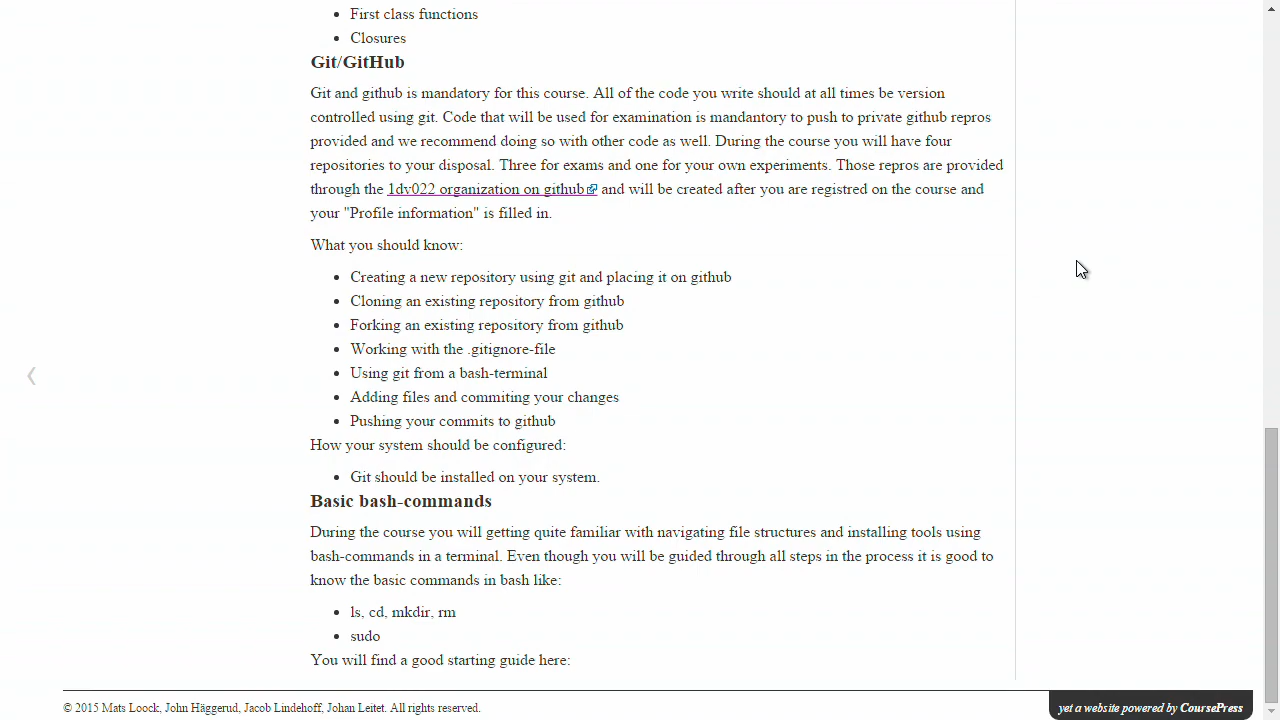 First class functions
Closures
Git/GitHub
Git and github is mandatory for this course. All of the code you write should at all times be version
controlled using git. Code that will be used for examination is mandantory to push to private github repros
provided and we recommend doing so with other code as well. During the course you will have four
repositories to your disposal. Three for exams and one for your own experiments. Those repros are provided
through the 1dv022 organization on github and will be created after you are registred on the course and
your "Profile information" is filled in.
What you should know:
Creating a new repository using git and placing it on github
Cloning an existing repository from github
Forking an existing repository from github
Working with the .gitignore-file
Using git from a bash-terminal
Adding files and commiting your changes
Pushing your commits to github
How your system should be configured:
Git should be installed on your system.
Basic bash-commands
During the course you will getting quite familiar with navigating file structures and installing tools using
bash-commands in a terminal. Even though you will be guided through all steps in the process it is good to
know the basic commands in bash like:
ls, cd, mkdir, rm
sudo
You will find a good starting guide here:
© 2015 Mats Loock, John Häggerud, Jacob Lindehoff, Johan Leitet. All rights reserved.
yet a website powered by CoursePress